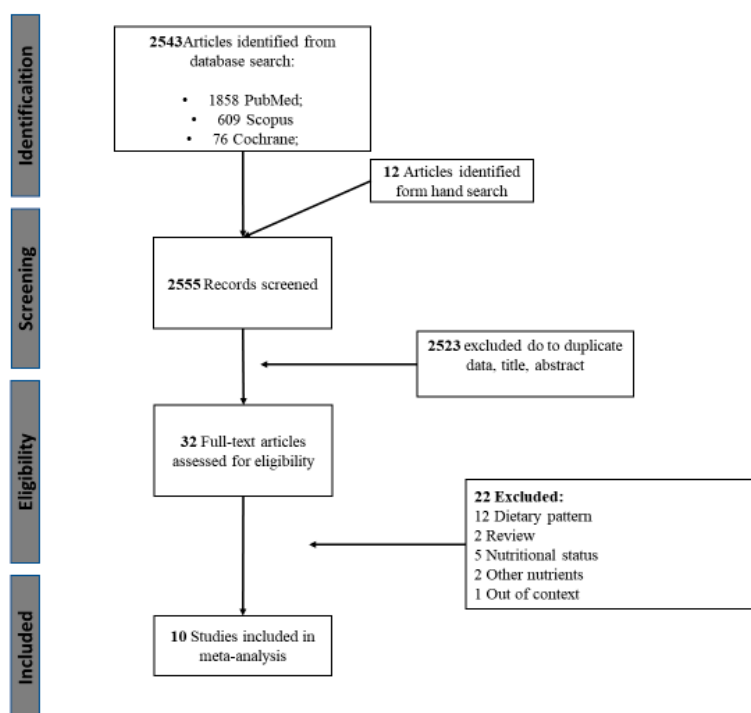 Identificaition
2543Articles identified from
database search:
• 1858 PubMed;
• 609 Scopus
• 76 Cochrane;
12 Articles identified
form hand search
Screening
2555 Records screened
2523 excluded do to duplicate
data, title, abstract
Eligibility
32 Full-text articles
assessed for eligibility
22 Excluded:
12 Dietary pattern
2 Review
5 Nutritional status
2 Other nutrients
1 Out of context
Included
10 Studies included in
meta-analysis